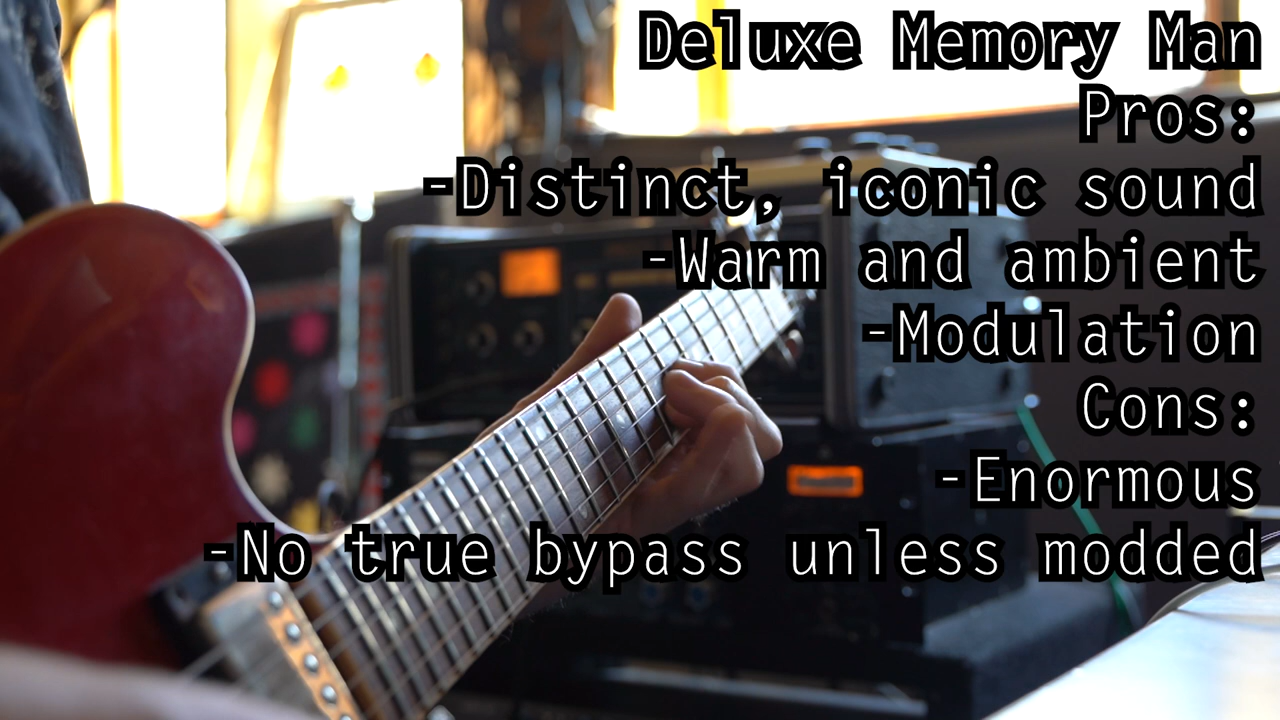 Deluxe Memory Man
Pros:
-Distinct, iconic sound
-Warm and ambient
-Modulation
Cons:
-Enormous
-No true bypass unless modded